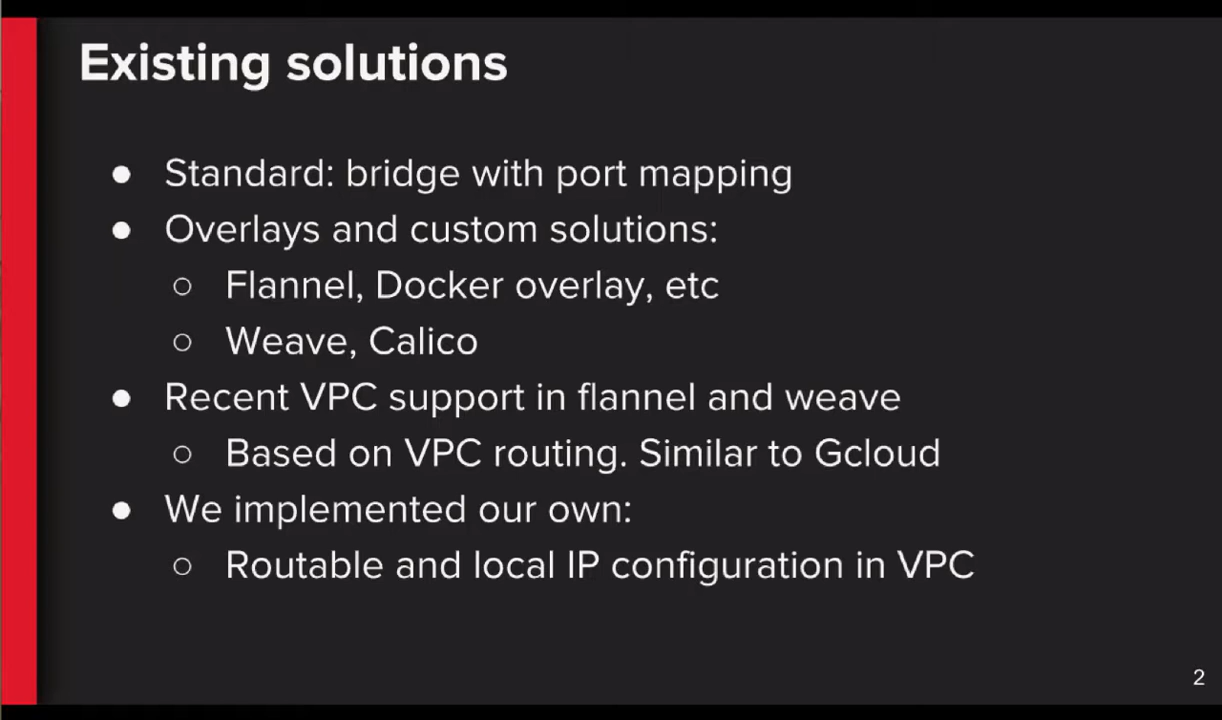 Existing solutions
● Standard: bridge with port mapping
● Overlays and custom solutions:
○ Flannel, Docker overlay, etc
○ Weave, Calico
● Recent VPC support in flannel and weave
○ Based on VPC routing. Similar to Gcloud
● We implemented our own:
○ Routable and local IP configuration in VPC
2